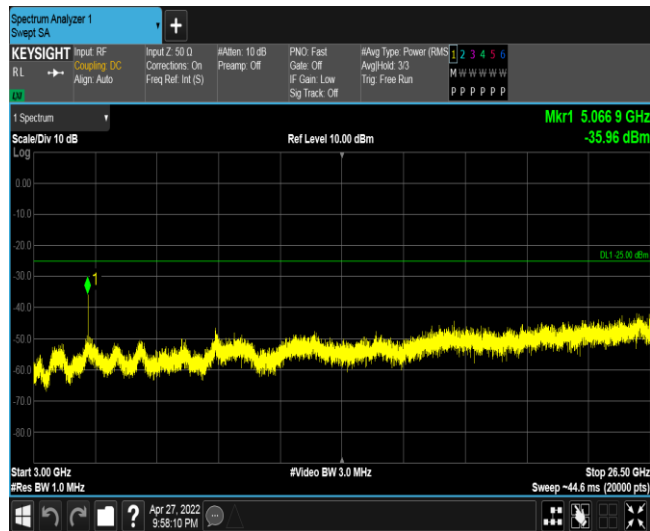 Spectrum Analyzer 1
Swept SA
+
KEYSIGHT
RL
Input: RF
Coupling: DC
Align: Auto
Input Z: 50 Ω
Corrections: On
Freq Ref: Int (S)
#Atten: 10 dB
Preamp: Off
PNO: Fast
Gate: Off
IF Gain: Low
Sig Track: Off
#Avg Type: Power (RMS
Avg|Hold: 3/3
Trig: Free Run
1 2 3 4 5 6
M W W W W W
P P P P P P
1 Spectrum
Mkr1 5.066 9 GHz
Scale/Div 10 dB
Ref Level 10.00 dBm
-35.96 dBm
Log
0.00
-10.0
-20.0
DL1 -25.00 dBm
-30.0
1
-40.0
-50.0
-60.0
-70.0
-80.0
Start 3.00 GHz
#Video BW 3.0 MHz
Stop 26.50 GHz
#Res BW 1.0 MHz
Sweep ~44.6 ms (20000 pts)
?
Apr 27, 2022
9:58:10 PM